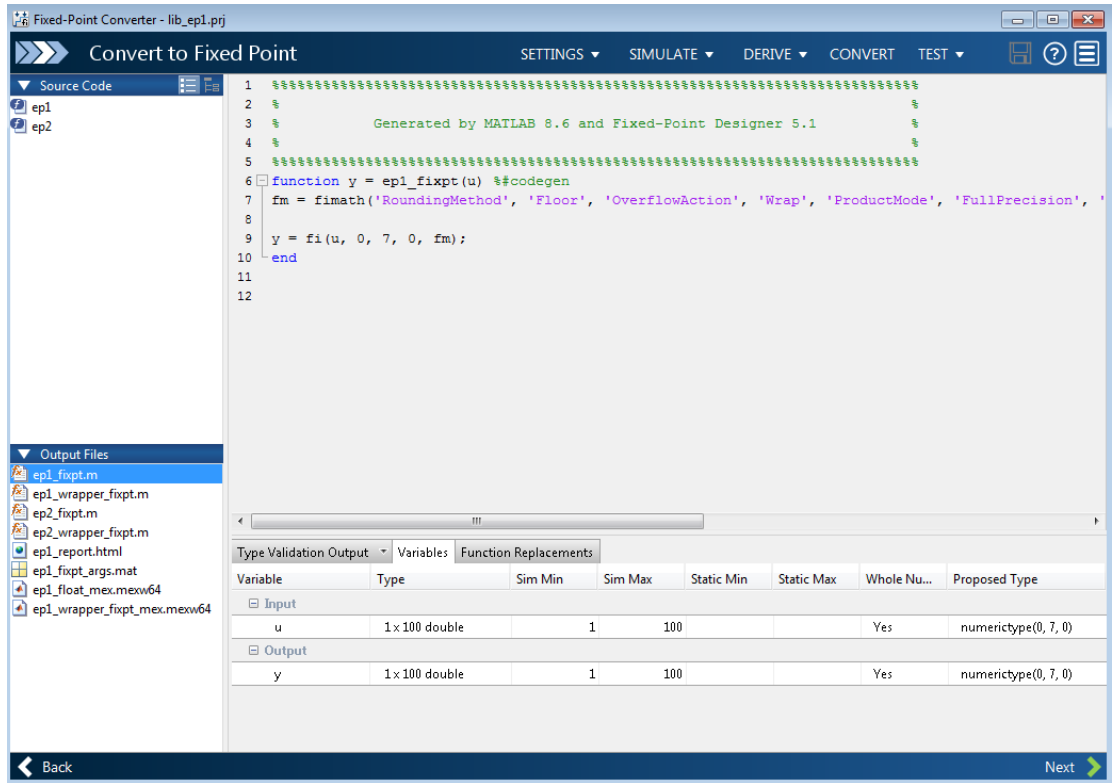 Fixed-Point Converter - lib_ep1.prj
Convert to Fixed Point
SETTINGS ▼ SIMULATE ▼ DERIVE ▼ CONVERT TEST ▼
Source Code
ep1
ep2
1 %%%%%%%%%%%%%%%%%%%%%%%%%%%%%%%%%%%%%%%%%%%%%%%%%%%%%%%%%%%%%%%%%%%%%%%%%%%%
2 % %
3 % Generated by MATLAB 8.6 and Fixed-Point Designer 5.1 %
4 % %
5 %%%%%%%%%%%%%%%%%%%%%%%%%%%%%%%%%%%%%%%%%%%%%%%%%%%%%%%%%%%%%%%%%%%%%%%%%%%%
6 function y = ep1_fixpt(u) %#codegen
7 fm = fimath('RoundingMethod', 'Floor', 'OverflowAction', 'Wrap', 'ProductMode', 'FullPrecision', '
8
9 y = fi(u, 0, 7, 0, fm);
10 end
11
12
Output Files
ep1_fixpt.m
ep1_wrapper_fixpt.m
ep2_fixpt.m
ep2_wrapper_fixpt.m
ep1_report.html
ep1_fixpt_args.mat
ep1_float_mex.mexw64
ep1_wrapper_fixpt_mex.mexw64
Type Validation Output Variables Function Replacements
Variable Type Sim Min Sim Max Static Min Static Max Whole Nu... Proposed Type
Input
u 1 x 100 double 1 100 Yes numerictype(0, 7, 0)
Output
y 1 x 100 double 1 100 Yes numerictype(0, 7, 0)
Back
Next